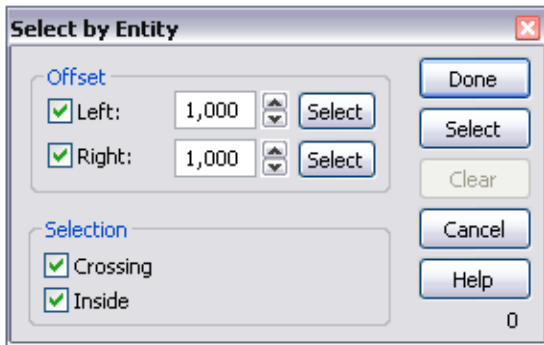 Select by Entity
Offset
Left: 1,000 Select
Right: 1,000 Select
Selection
Crossing
Inside
Done
Select
Clear
Cancel
Help
0